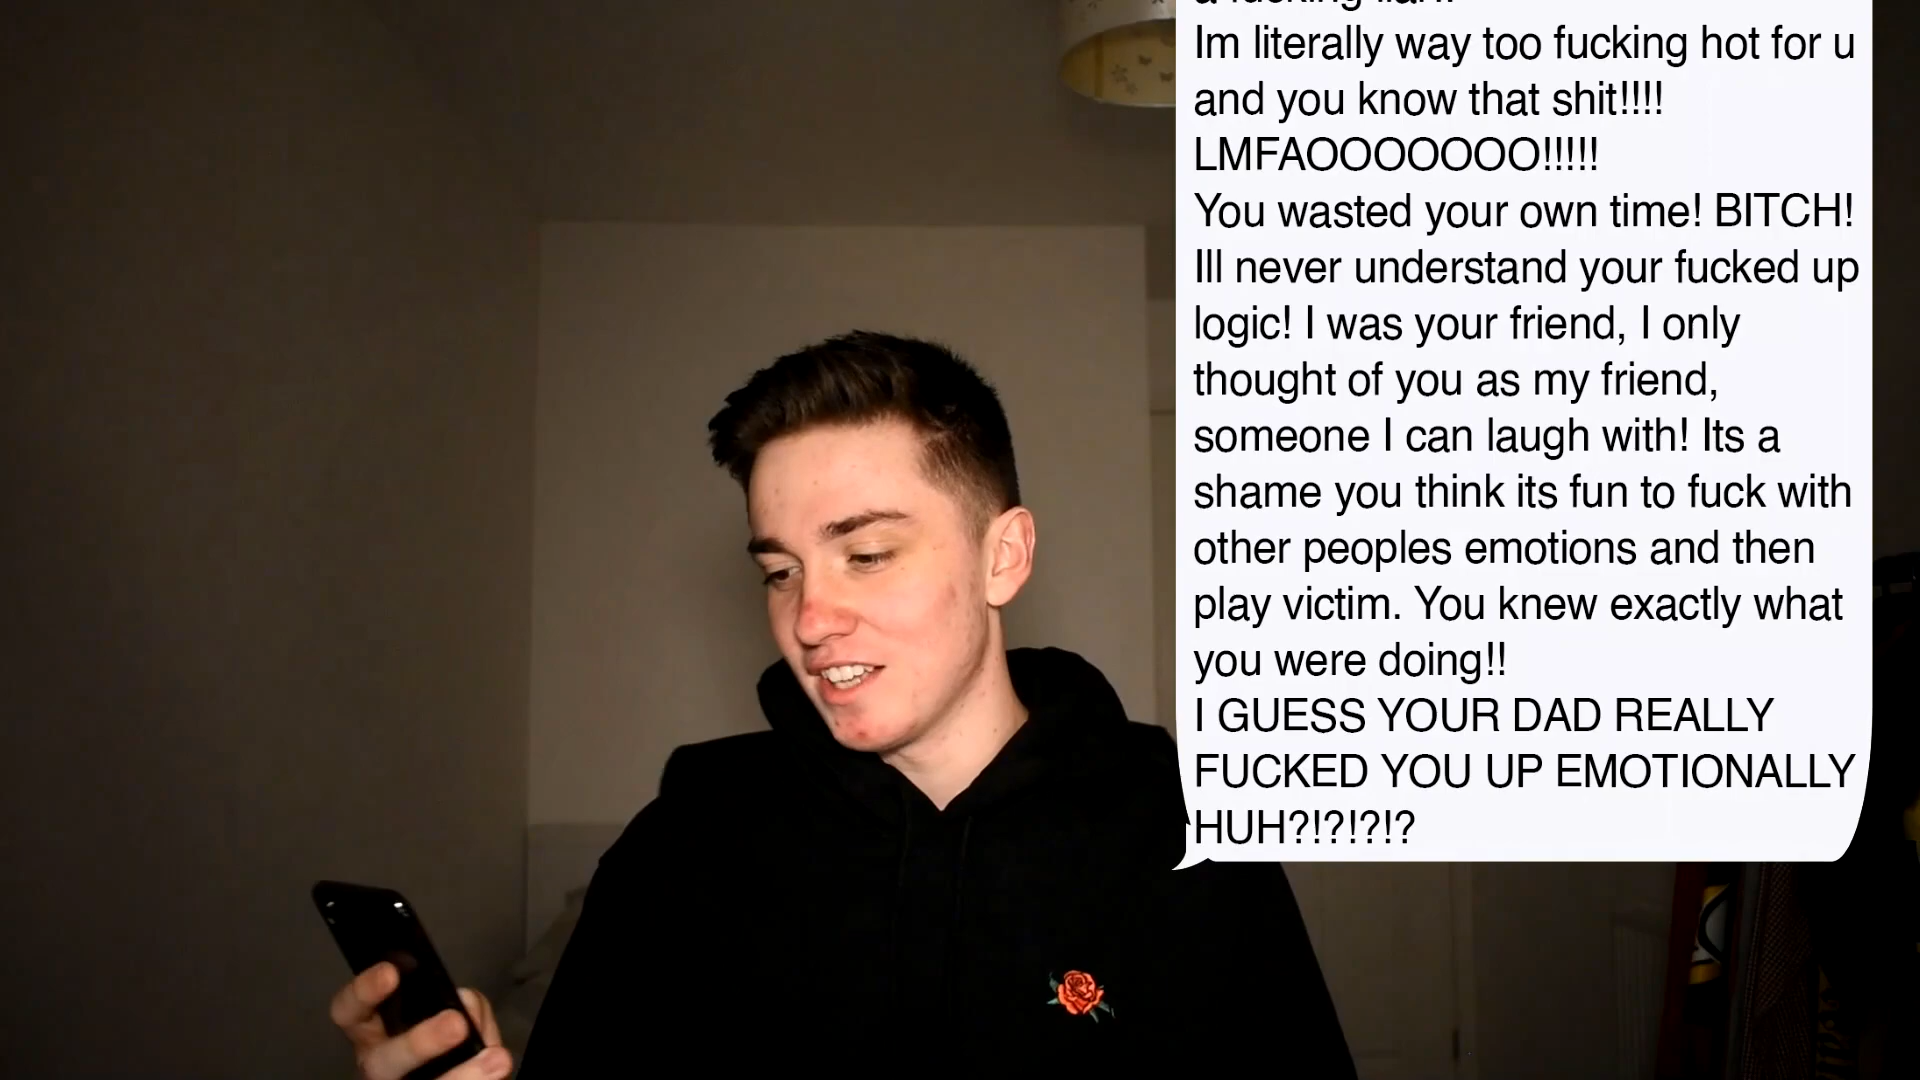 Im literally way too fucking hot for u
and you know that shit!!!!
LMFAOOOOOOO!!!!!
You wasted your own time! BITCH!
Ill never understand your fucked up
logic! I was your friend, I only
thought of you as my friend,
someone I can laugh with! Its a
shame you think its fun to fuck with
other peoples emotions and then
play victim. You knew exactly what
you were doing!!
I GUESS YOUR DAD REALLY
FUCKED YOU UP EMOTIONALLY
HUH?!?!?!?